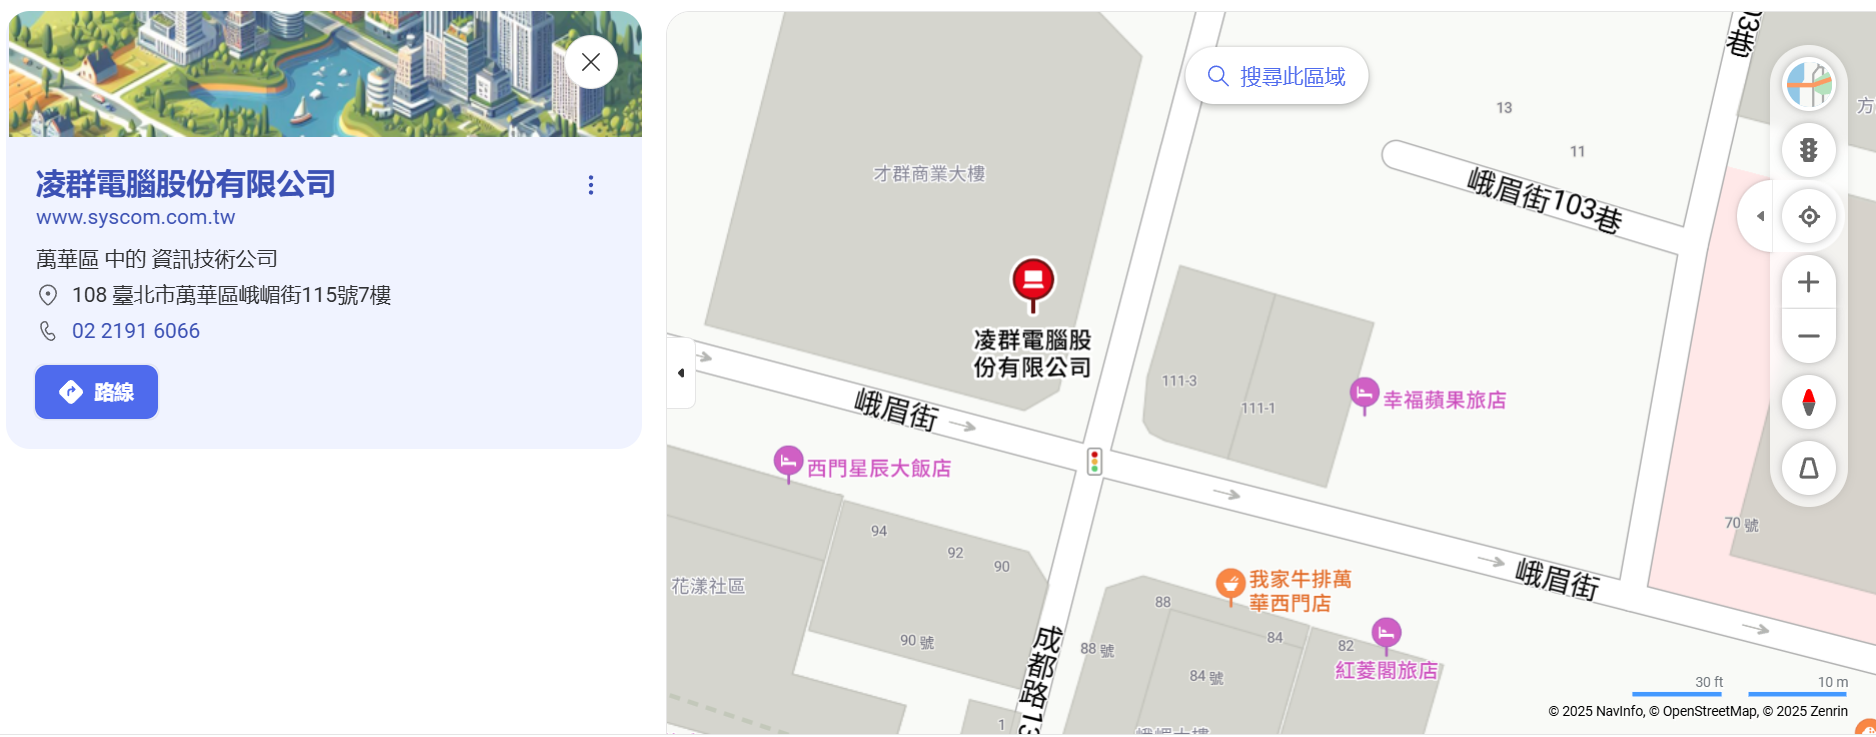 凌群電腦股份有限公司
www.syscom.com.tw
萬華區 中的 資訊技術公司
108 臺北市萬華區峨嵋街115號7樓
02 2191 6066
路線
搜尋此區域
才群商業大樓
凌群電腦股
份有限公司
13
11
峨眉街103巷
03巷
方
111-3
111-1
幸福蘋果旅店
峨眉街
西門星辰大飯店
94
92
90
花漾社區
90 號
成都路13
1
88
88 號
我家牛排萬
華西門店
84
82
84 號
紅菱閣旅店
峨眉街
70 號
30 ft
10 m
© 2025 NavInfo, © OpenStreetMap, © 2025 Zenrin